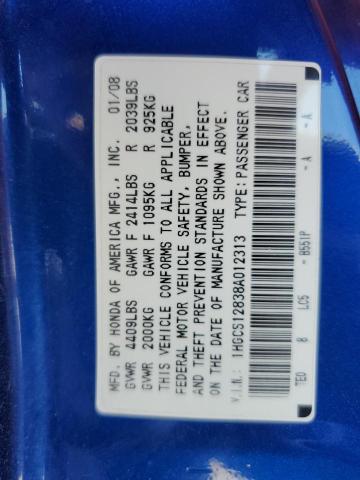 MFD. BY HONDA OF AMERICA MFG., INC. 01/08
GVWR 4409LBS GAWR F 2414LBS R 2039LBS
GVWR 2000KG GAWR F 1095KG R 925KG
THIS VEHICLE CONFORMS TO ALL APPLICABLE
FEDERAL MOTOR VEHICLE SAFETY, BUMPER,
AND THEFT PREVENTION STANDARDS IN EFFECT
ON THE DATE OF MANUFACTURE SHOWN ABOVE.
V.I.N.: 1HGCS12838A012313 TYPE: PASSENGER CAR
TE0 8 LC5 - B551P - A - A